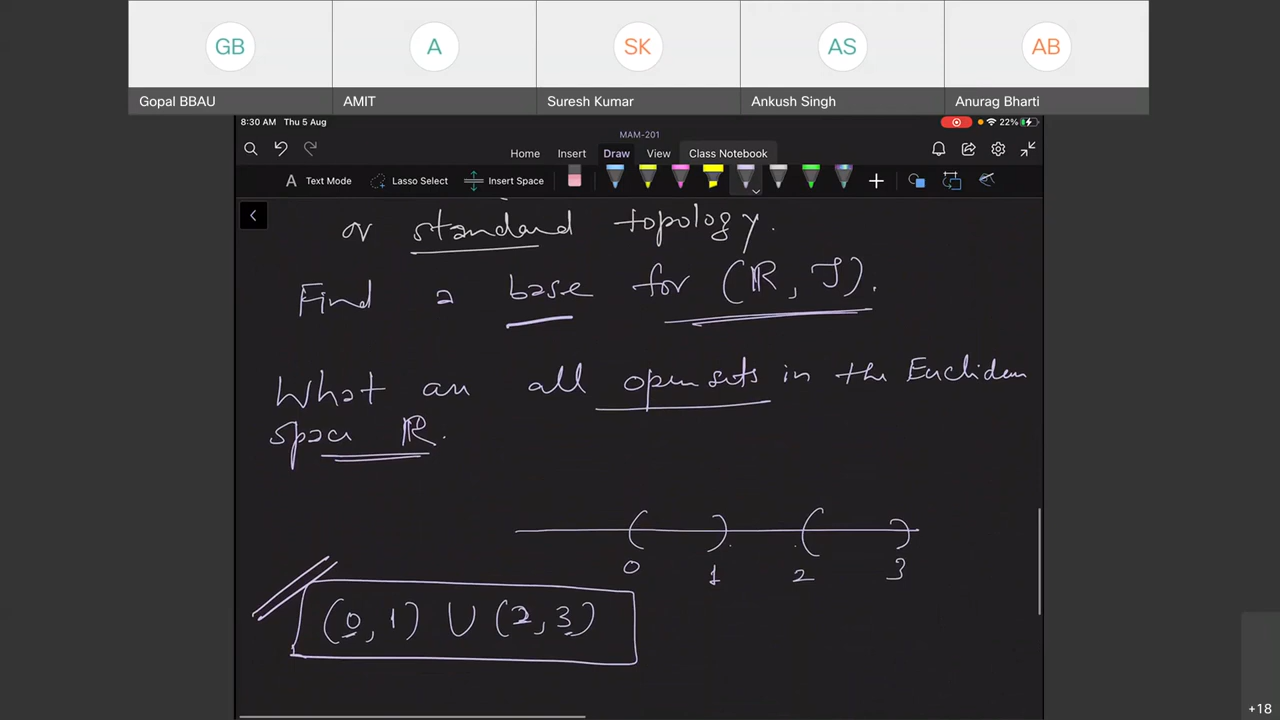 GB
A
SK
AS
AB
Gopal BBAU
AMIT
Suresh Kumar
Ankush Singh
Anurag Bharti
8:30 AM Thu 5 Aug
22%
MAM-201
Home Insert Draw View Class Notebook
A Text Mode Lasso Select Insert Space
or standard topology.
Find a base for (ℝ, 𝒯).
What are all open sets in the Euclidean
space ℝ.
0 1 2 3
(0, 1) ∪ (2, 3)
+18